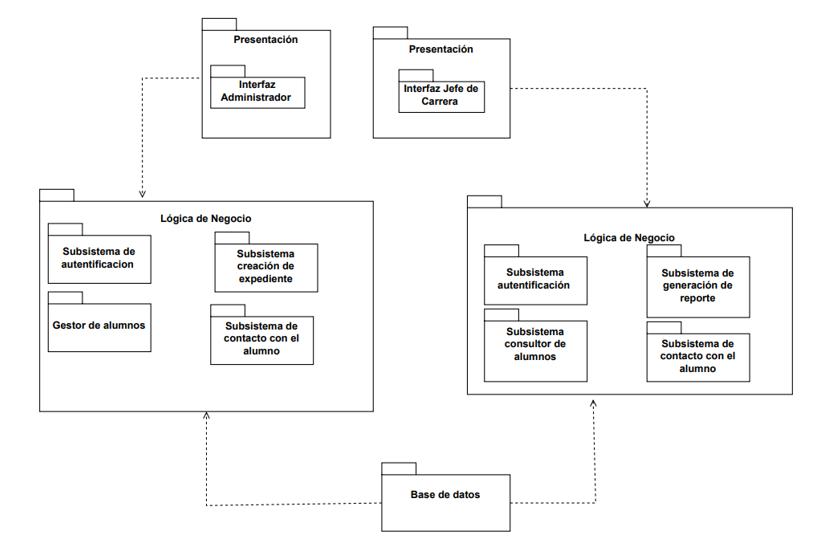 Presentación
Interfaz
Administrador
Presentación
Interfaz Jefe de
Carrera
Lógica de Negocio
Subsistema de
autentificacion
Subsistema
creación de
expediente
Gestor de alumnos
Subsistema de
contacto con el
alumno
Lógica de Negocio
Subsistema
autentificación
Subsistema de
generación de
reporte
Subsistema
consultor de
alumnos
Subsistema de
contacto con el
alumno
Base de datos